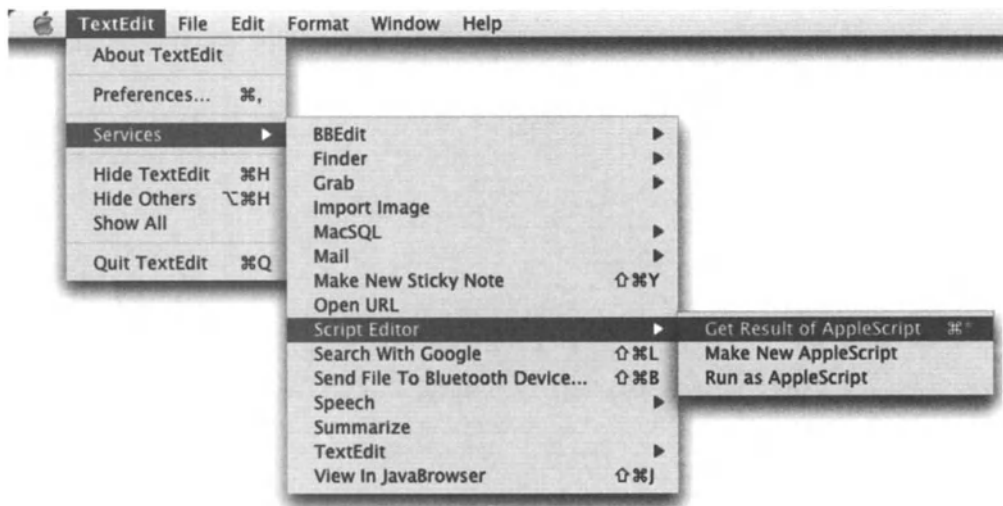 TextEdit File Edit Format Window Help
About TextEdit
Preferences... ⌘,
Services ▶
Hide TextEdit ⌘H
Hide Others ⌥⌘H
Show All
Quit TextEdit ⌘Q
BBEdit ▶
Finder ▶
Grab ▶
Import Image
MacSQL ▶
Mail ▶
Make New Sticky Note ⇧⌘Y
Open URL
Script Editor ▶
Search With Google ⇧⌘L
Send File To Bluetooth Device... ⇧⌘B
Speech ▶
Summarize
TextEdit ▶
View In JavaBrowser ⇧⌘J
Get Result of AppleScript ⌘*
Make New AppleScript
Run as AppleScript